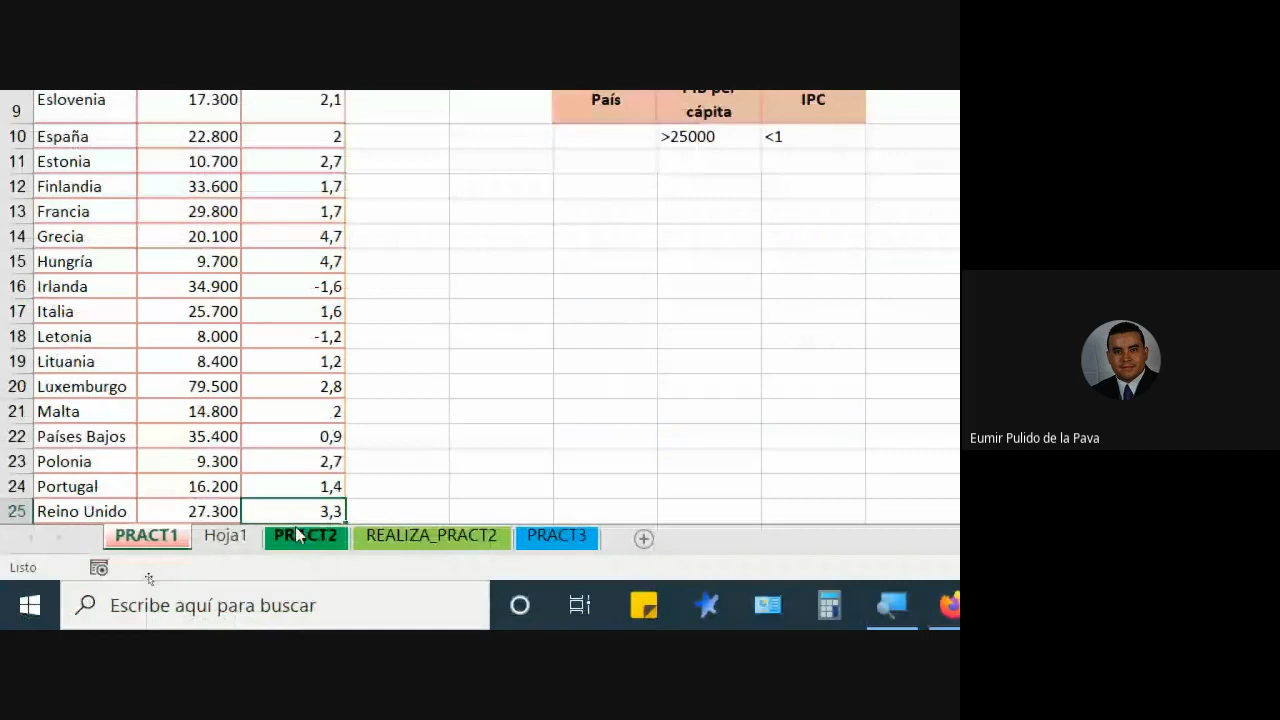 9 Eslovenia 17.300 2,1 País PIB per cápita IPC
10 España 22.800 2 >25000 <1
11 Estonia 10.700 2,7
12 Finlandia 33.600 1,7
13 Francia 29.800 1,7
14 Grecia 20.100 4,7
15 Hungría 9.700 4,7
16 Irlanda 34.900 -1,6
17 Italia 25.700 1,6
18 Letonia 8.000 -1,2
19 Lituania 8.400 1,2
20 Luxemburgo 79.500 2,8
21 Malta 14.800 2
22 Países Bajos 35.400 0,9
23 Polonia 9.300 2,7
24 Portugal 16.200 1,4
25 Reino Unido 27.300 3,3
PRACT1 Hoja1 PRACT2 REALIZA_PRACT2 PRACT3
Listo
Escribe aquí para buscar
Eumir Pulido de la Pava